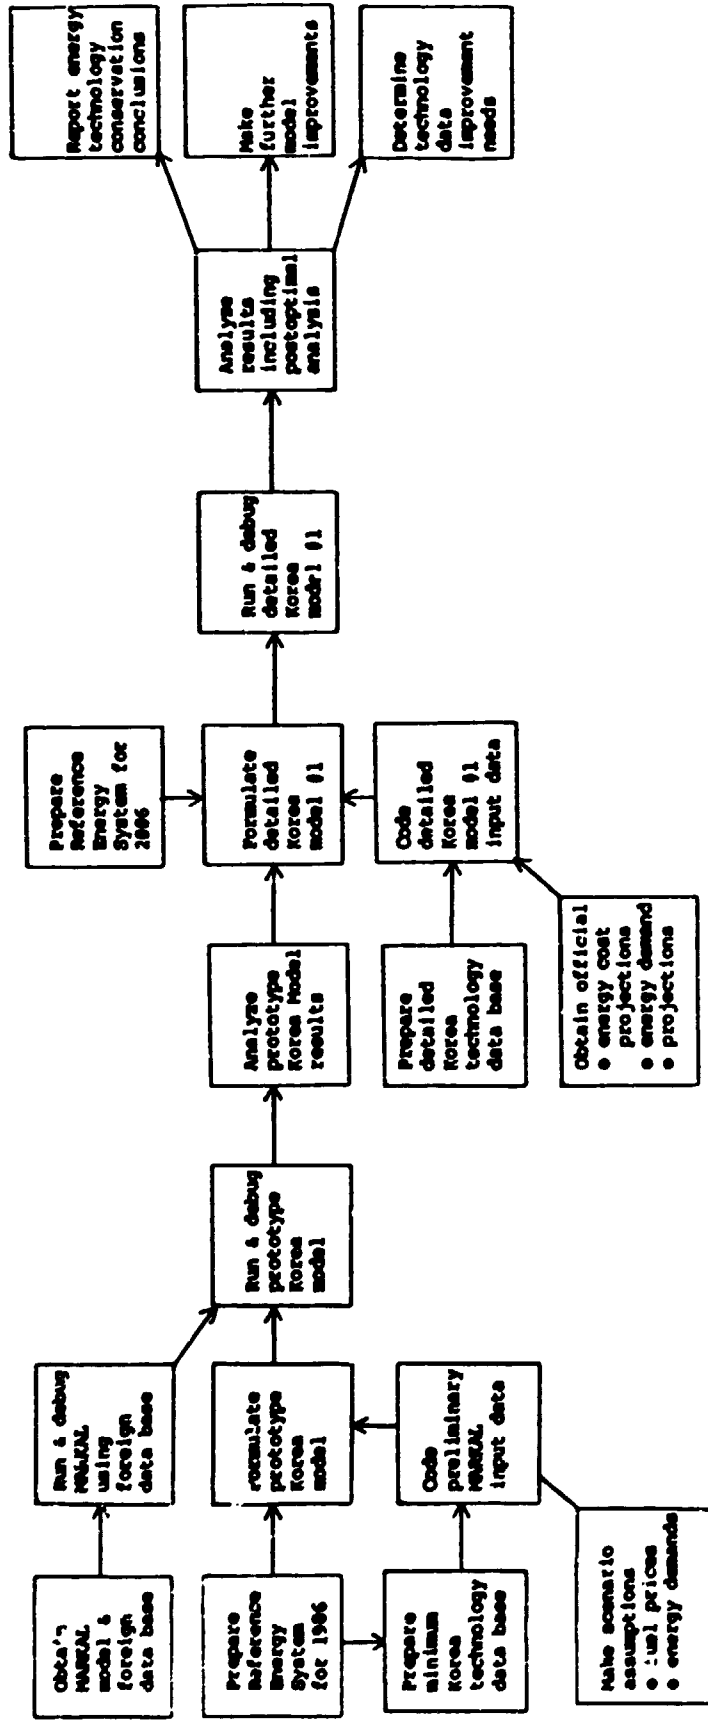 Obta'n
MARKAL
model &
foreign
data base
Run & debug
MARKAL
using
foreign
data base
Prepare
Reference
Energy
System
for 1986
Formulate
prototype
Korea
model
Prepare
minimum
Korea
technology
data base
Code
preliminary
MARKAL
input data
Make scenario
assumptions
● fuel prices
● energy demands
Run & debug
prototype
Korea
model
Analyze
prototype
Korea Model
results
Prepare
Reference
Energy
System for
2006
Formulate
detailed
Korea
model #1
Prepare
detailed
Korea
technology
data base
Code
detailed
Korea
model #1
input data
Obtain official
● energy cost
projections
● energy demand
● projections
Run & debug
detailed
Korea
model #1
Analyse
results
including
postoptimal
analysis
Report energy
technology
conservation
conclusions
Make
further
model
improvements
Determine
technology
data
improvement
needs